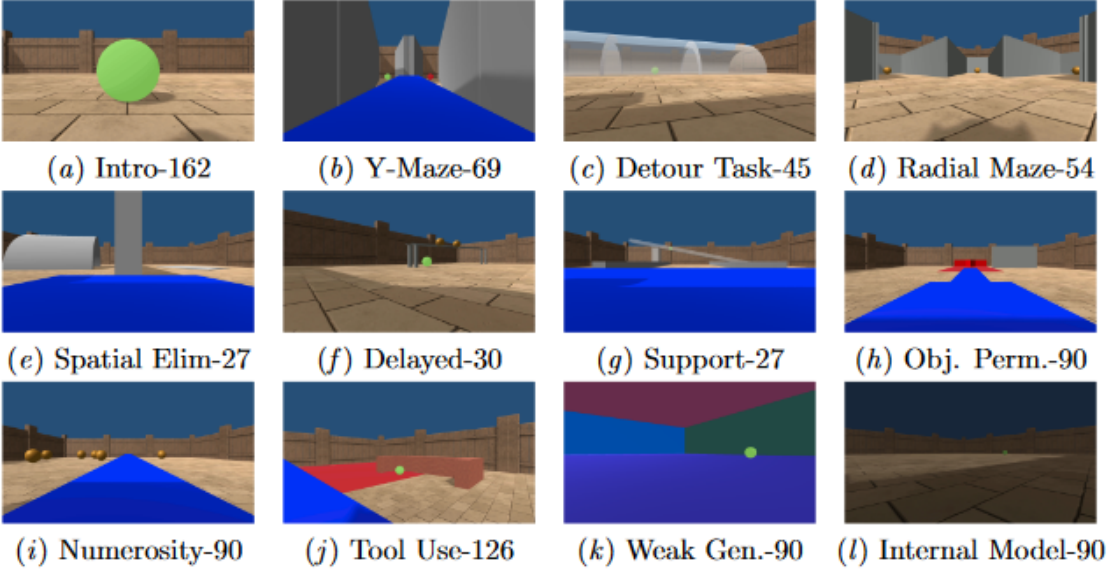 (a) Intro-162
(b) Y-Maze-69
(c) Detour Task-45
(d) Radial Maze-54
(e) Spatial Elim-27
(f) Delayed-30
(g) Support-27
(h) Obj. Perm.-90
(i) Numerosity-90
(j) Tool Use-126
(k) Weak Gen.-90
(l) Internal Model-90